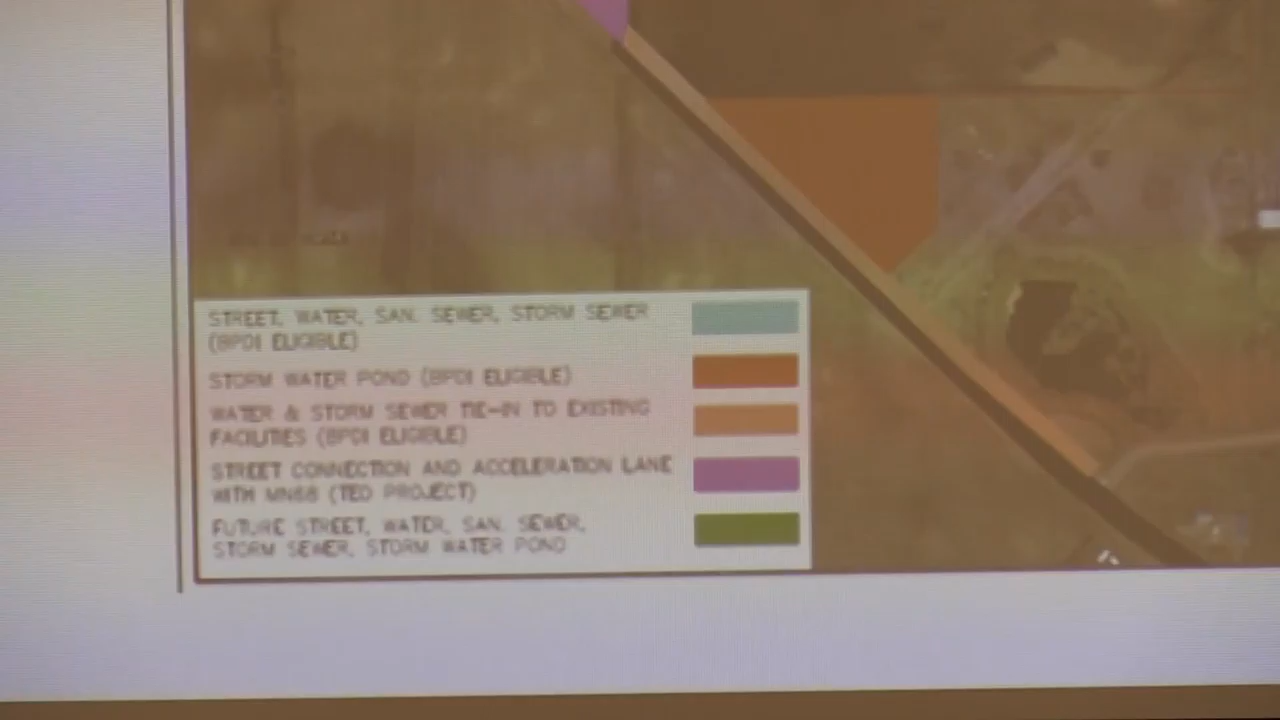 STREET, WATER, SAN. SEWER, STORM SEWER
(BPDI ELIGIBLE)
STORM WATER POND (BPDI ELIGIBLE)
WATER & STORM SEWER TIE-IN TO EXISTING
FACILITIES (BPDI ELIGIBLE)
STREET CONNECTION AND ACCELERATION LANE
WITH MN68 (TED PROJECT)
FUTURE STREET, WATER, SAN. SEWER,
STORM SEWER, STORM WATER POND